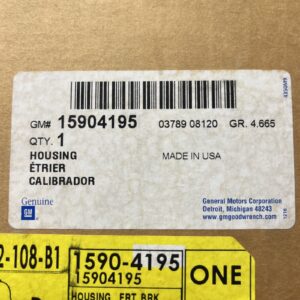 GM# 15904195 03789 08120 GR. 4.665
QTY. 1
HOUSING MADE IN USA
ÉTRIER
CALIBRADOR
Genuine
GM
General Motors Corporation
Detroit, Michigan 48243
www.gmgoodwrench.com
2-108-B1
1590-4195
15904195
ONE
HOUSING, FRT BRK